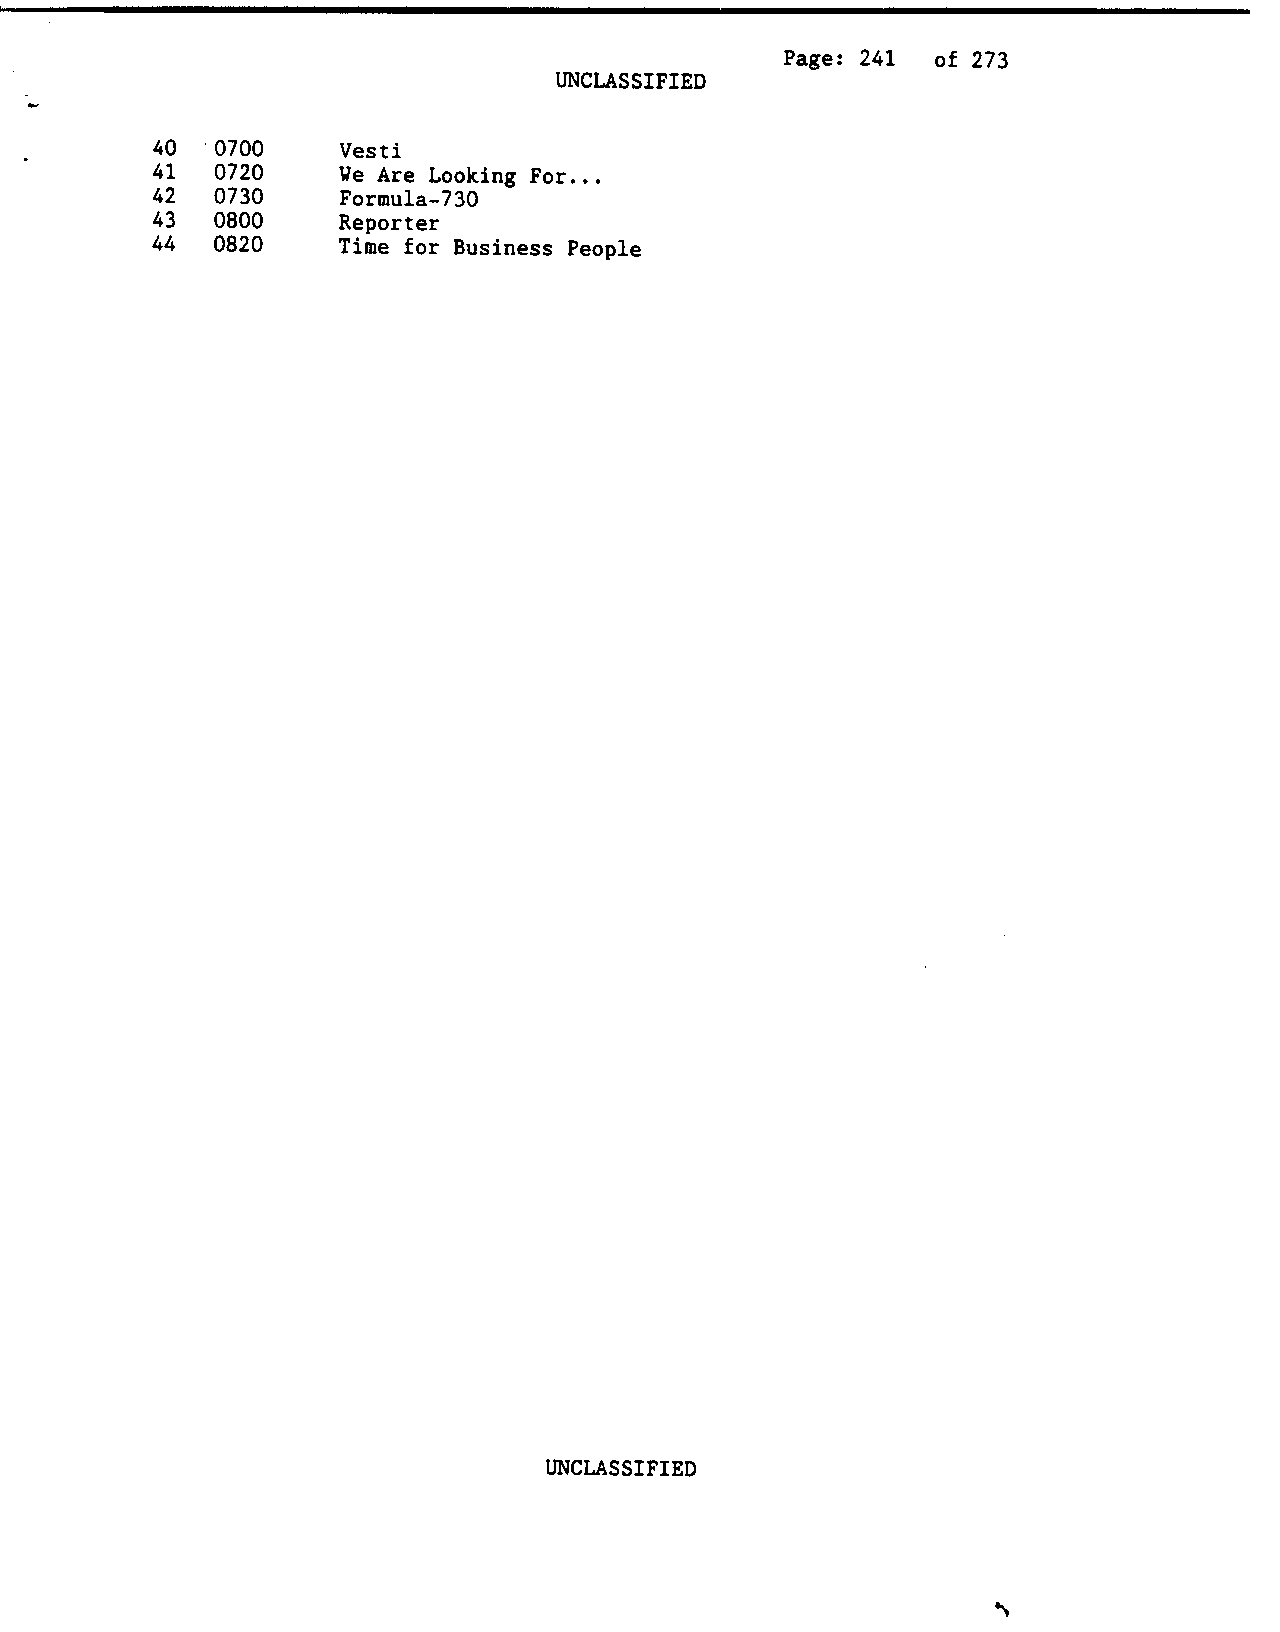 Page: 241 of 273
UNCLASSIFIED
40 0700 Vesti
41 0720 We Are Looking For...
42 0730 Formula-730
43 0800 Reporter
44 0820 Time for Business People
UNCLASSIFIED